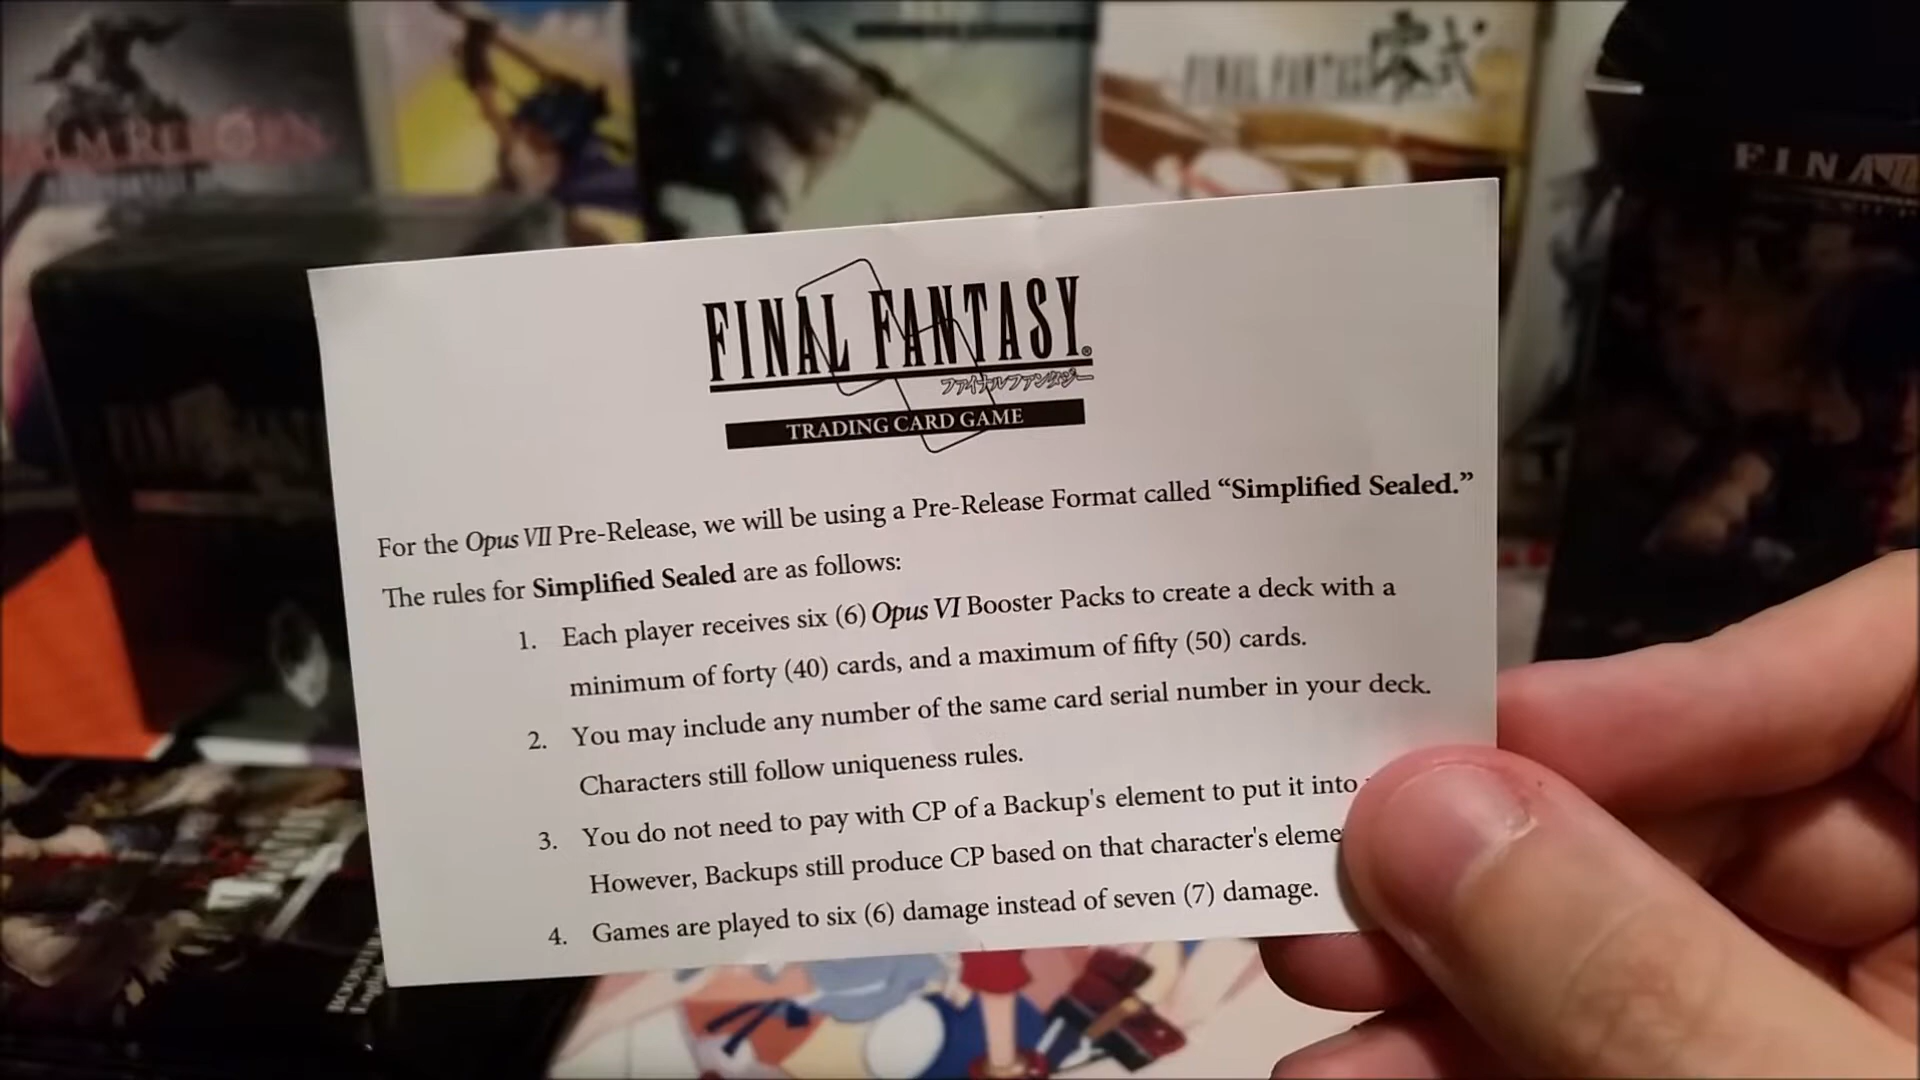 FINAL FANTASY 零式
FINA
FINAL FANTASY®
ファイナルファンタジー
TRADING CARD GAME
For the Opus VII Pre-Release, we will be using a Pre-Release Format called “Simplified Sealed.”
The rules for Simplified Sealed are as follows:
1. Each player receives six (6) Opus VI Booster Packs to create a deck with a
minimum of forty (40) cards, and a maximum of fifty (50) cards.
2. You may include any number of the same card serial number in your deck.
Characters still follow uniqueness rules.
3. You do not need to pay with CP of a Backup's element to put it into
However, Backups still produce CP based on that character's eleme
4. Games are played to six (6) damage instead of seven (7) damage.